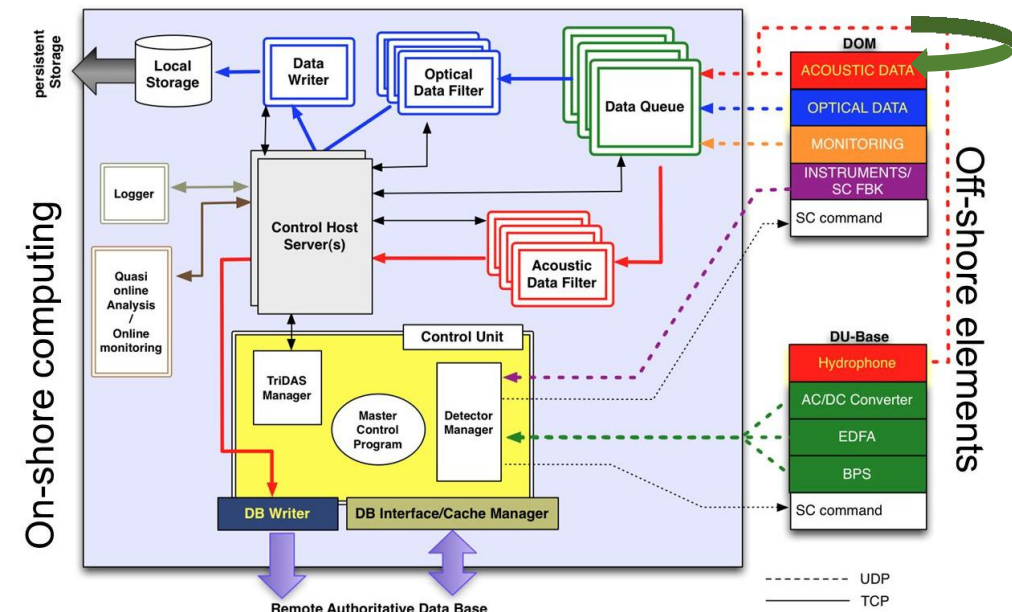 persistent
Storage
Local
Storage
Data
Writer
Optical
Data Filter
Data Queue
DOM
ACOUSTIC DATA
OPTICAL DATA
MONITORING
INSTRUMENTS/
SC FBK
SC command
Off-shore elements
On-shore computing
Logger
Control Host
Server(s)
Quasi
online
Analysis
/
Online
monitoring
Acoustic
Data Filter
Control Unit
TriDAS
Manager
Master
Control
Program
Detector
Manager
DU-Base
Hydrophone
AC/DC Converter
EDFA
BPS
SC command
DB Writer
DB Interface/Cache Manager
UDP
TCP
Remote Authoritative Data Base